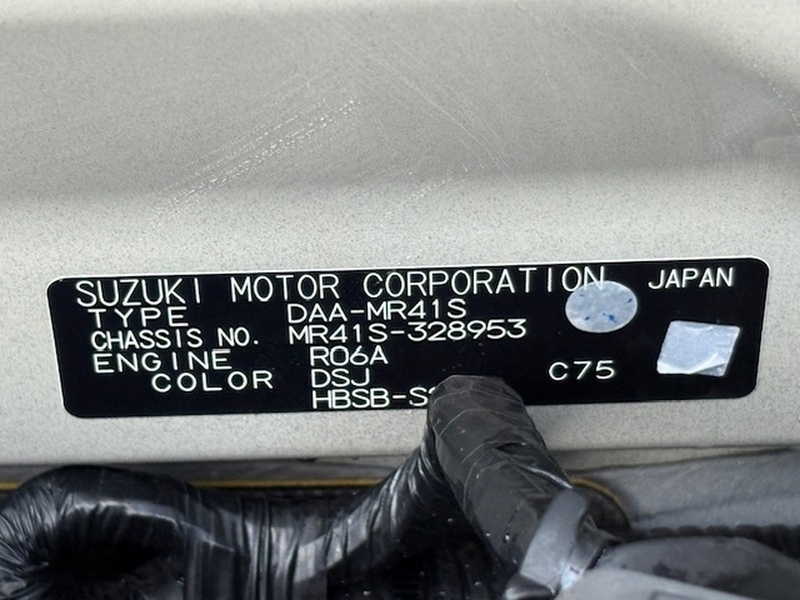 SUZUKI MOTOR CORPORATION JAPAN
TYPE DAA-MR41S
CHASSIS NO. MR41S-328953
ENGINE R06A
COLOR DSJ C75